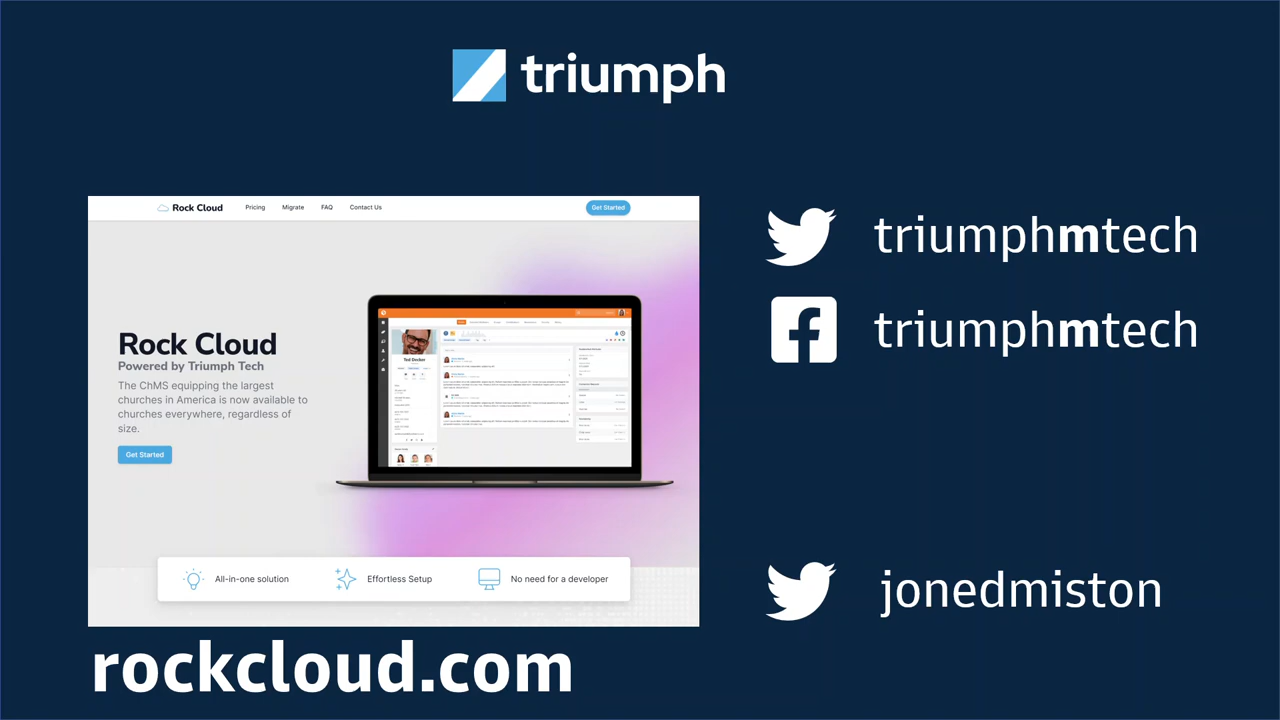 triumph
Rock Cloud
Pricing
Migrate
FAQ
Contact Us
Get Started
Rock Cloud
Powered by Triumph Tech
The ChMS equipping the largest
churches in America is now available to
churches everywhere, regardless of
size.
Get Started
Ted Decker
All-in-one solution
Effortless Setup
No need for a developer
rockcloud.com
triumphmtech
triumphmtech
jonedmiston